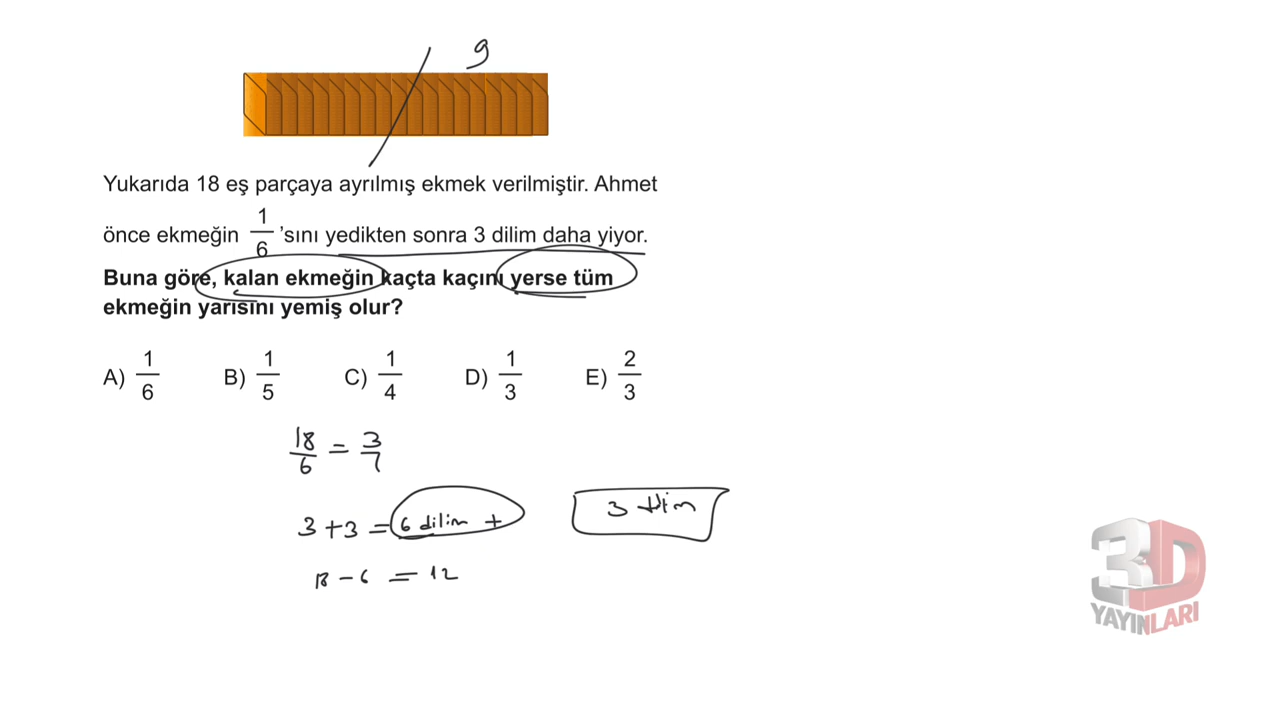 9
Yukarıda 18 eş parçaya ayrılmış ekmek verilmiştir. Ahmet
önce ekmeğin 1/6 'sını yedikten sonra 3 dilim daha yiyor.
Buna göre, kalan ekmeğin kaçta kaçını yerse tüm
ekmeğin yarısını yemiş olur?
A) 1/6 B) 1/5 C) 1/4 D) 1/3 E) 2/3
18/6 = 3/1
3 + 3 = 6 dilim + 3 dilim
18 - 6 = 12
3D
YAYINLARI